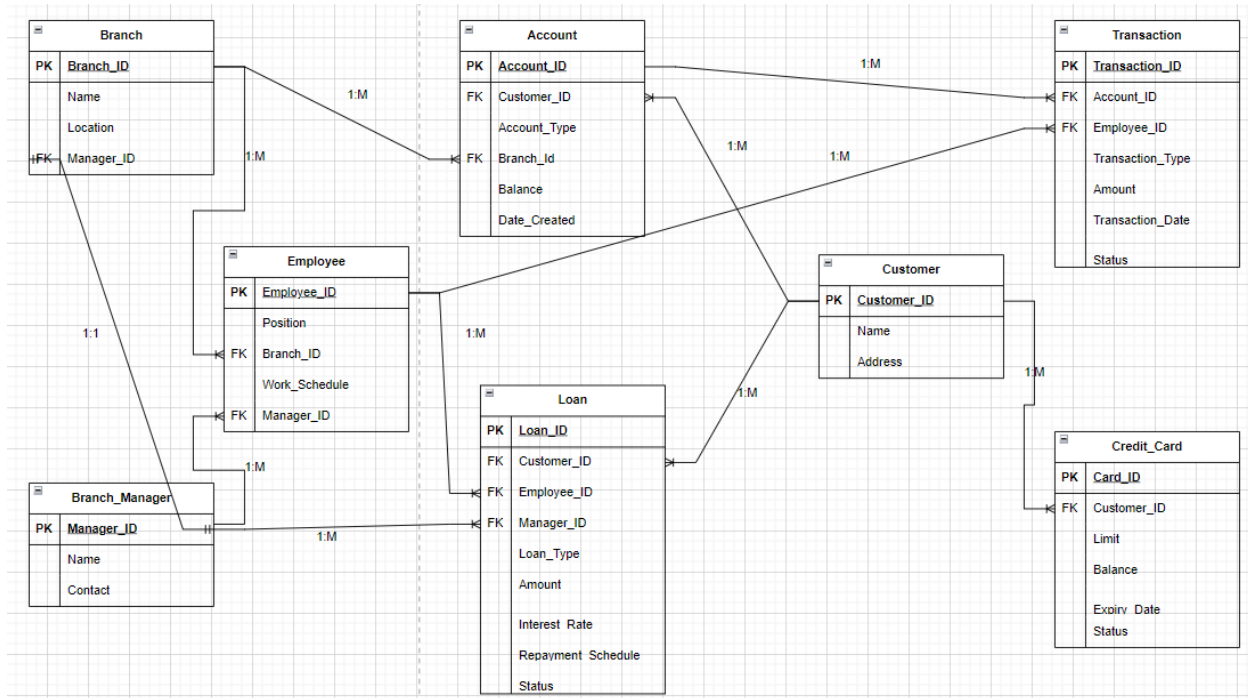 Branch
PK Branch_ID
Name
Location
FK Manager_ID
Account
PK Account_ID
FK Customer_ID
Account_Type
FK Branch_Id
Balance
Date_Created
Transaction
PK Transaction_ID
FK Account_ID
FK Employee_ID
Transaction_Type
Amount
Transaction_Date
Status
1:M
1:M
1:M
1:M
1:M
Employee
PK Employee_ID
Position
FK Branch_ID
Work_Schedule
FK Manager_ID
Customer
PK Customer_ID
Name
Address
1:1
1:M
1:M
1:M
Loan
PK Loan_ID
FK Customer_ID
FK Employee_ID
FK Manager_ID
Loan_Type
Amount
Interest_Rate
Repayment_Schedule
Status
Credit_Card
PK Card_ID
FK Customer_ID
Limit
Balance
Expiry_Date
Status
1:M
1:M
Branch_Manager
PK Manager_ID
Name
Contact